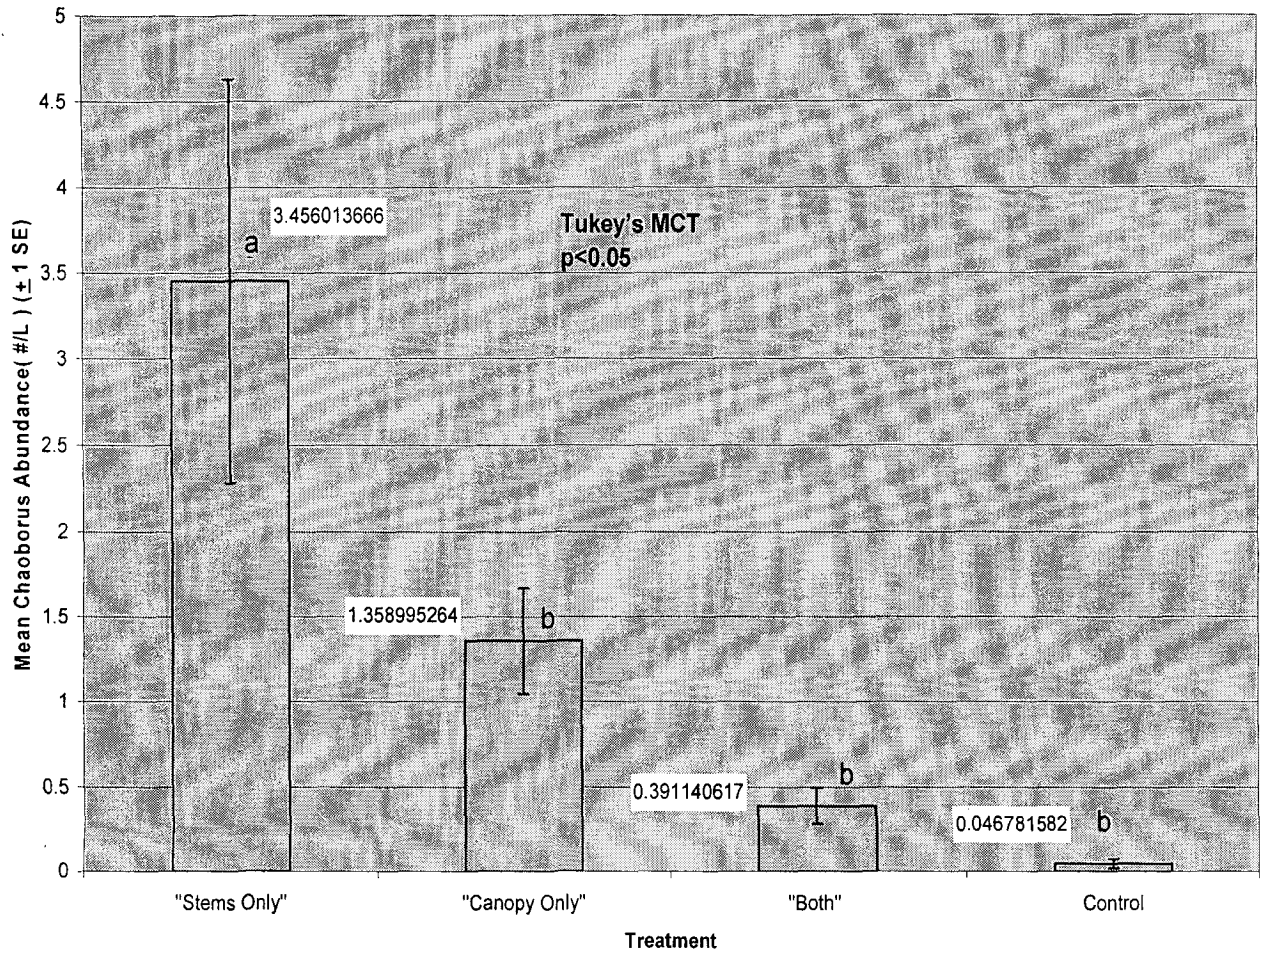 5
4.5
4
3.5
3
2.5
2
1.5
1
0.5
0
Mean Chaoborus Abundance( #/L ) ( ± 1 SE)
3.456013666
a
Tukey's MCT
p<0.05
1.358995264
b
0.391140617
b
0.046781582
b
"Stems Only"
"Canopy Only"
"Both"
Control
Treatment